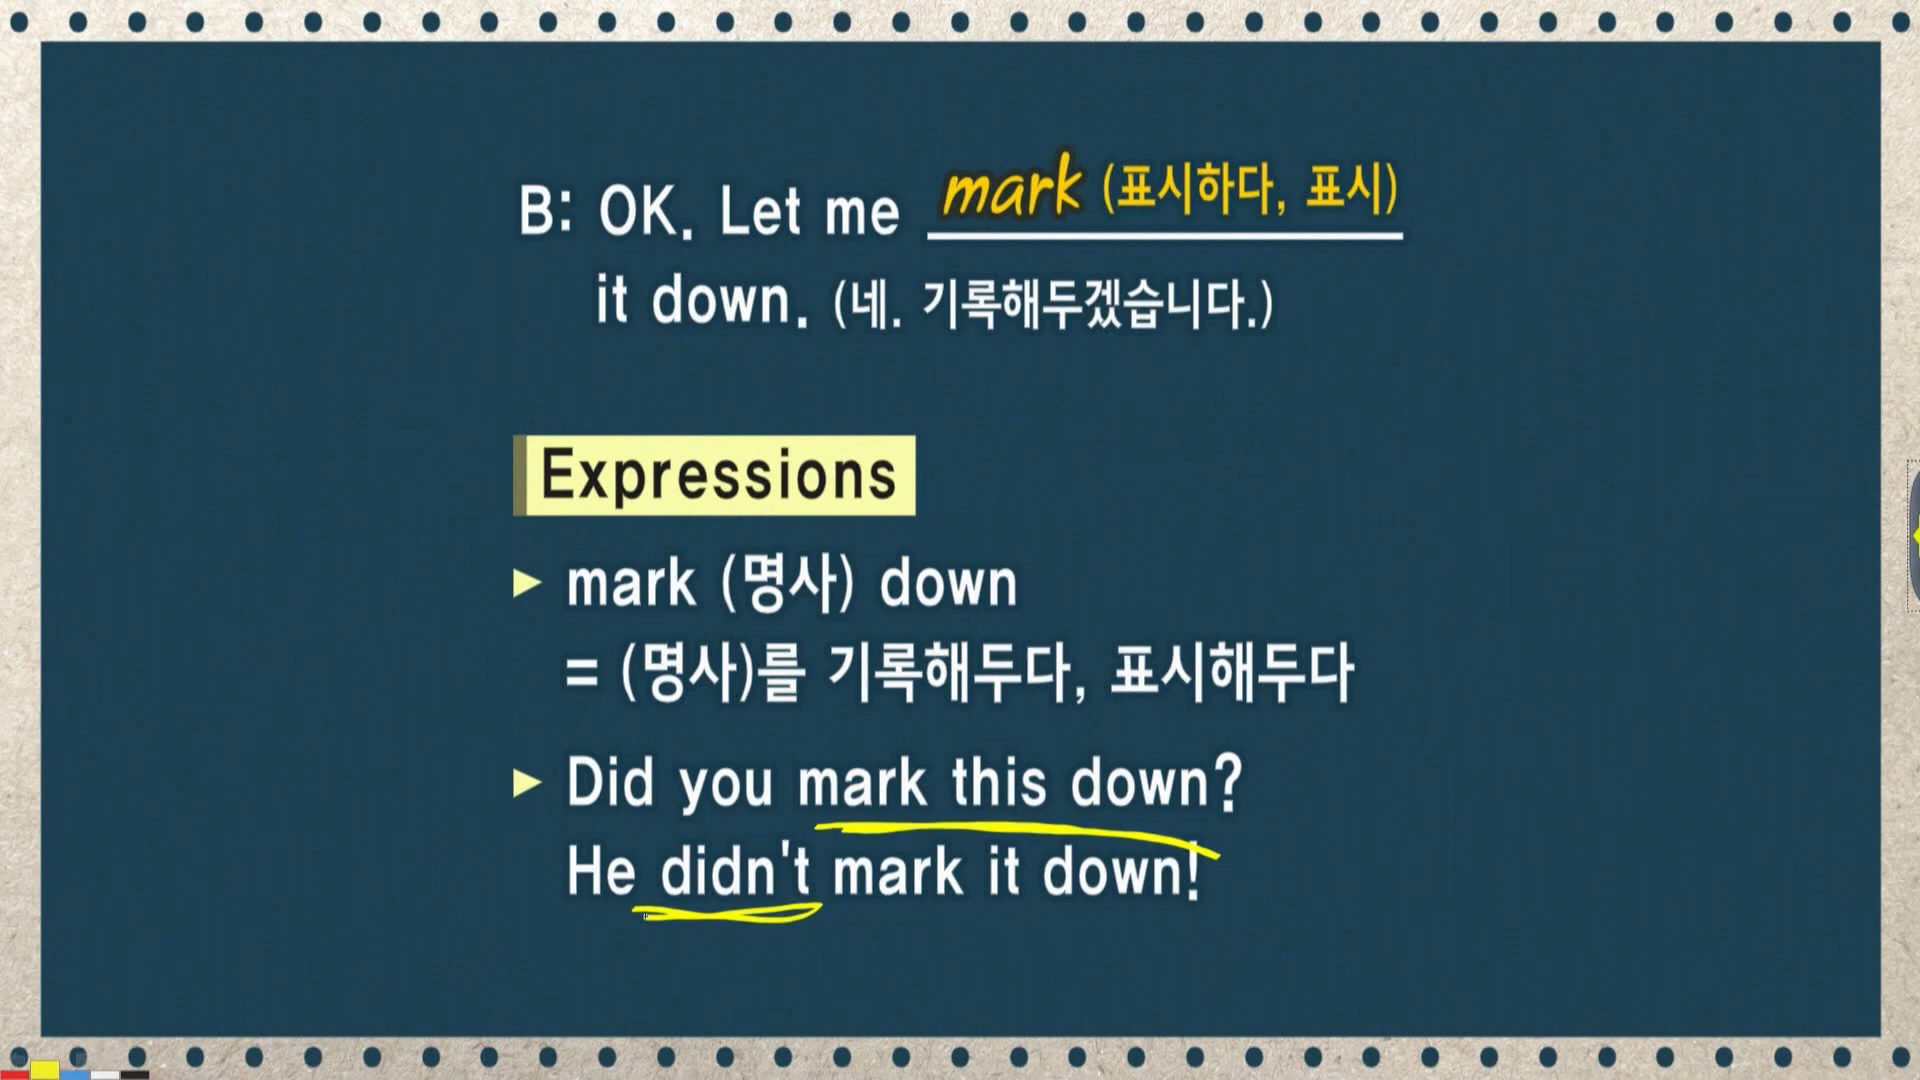 B: OK. Let me mark (표시하다, 표시)
it down. (네. 기록해두겠습니다.)
Expressions
▶ mark (명사) down
= (명사)를 기록해두다, 표시해두다
▶ Did you mark this down?
He didn't mark it down!